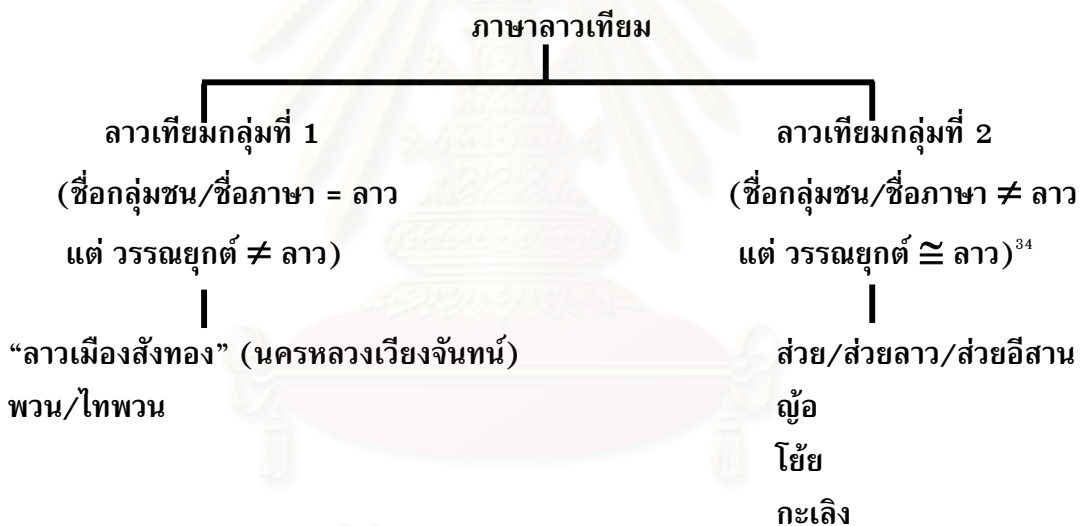 ภาษาลาวเทียม
ลาวเทียมกลุ่มที่ 1
(ชื่อกลุ่มชน/ชื่อภาษา = ลาว
แต่ วรรณยุกต์ ≠ ลาว)
“ลาวเมืองสังทอง” (นครหลวงเวียงจันทน์)
พวน/ไทพวน
ลาวเทียมกลุ่มที่ 2
(ชื่อกลุ่มชน/ชื่อภาษา ≠ ลาว
แต่ วรรณยุกต์ ≅ ลาว)³⁴
ส่วย/ส่วยลาว/ส่วยอีสาน
ญ้อ
โย้ย
กะเลิง